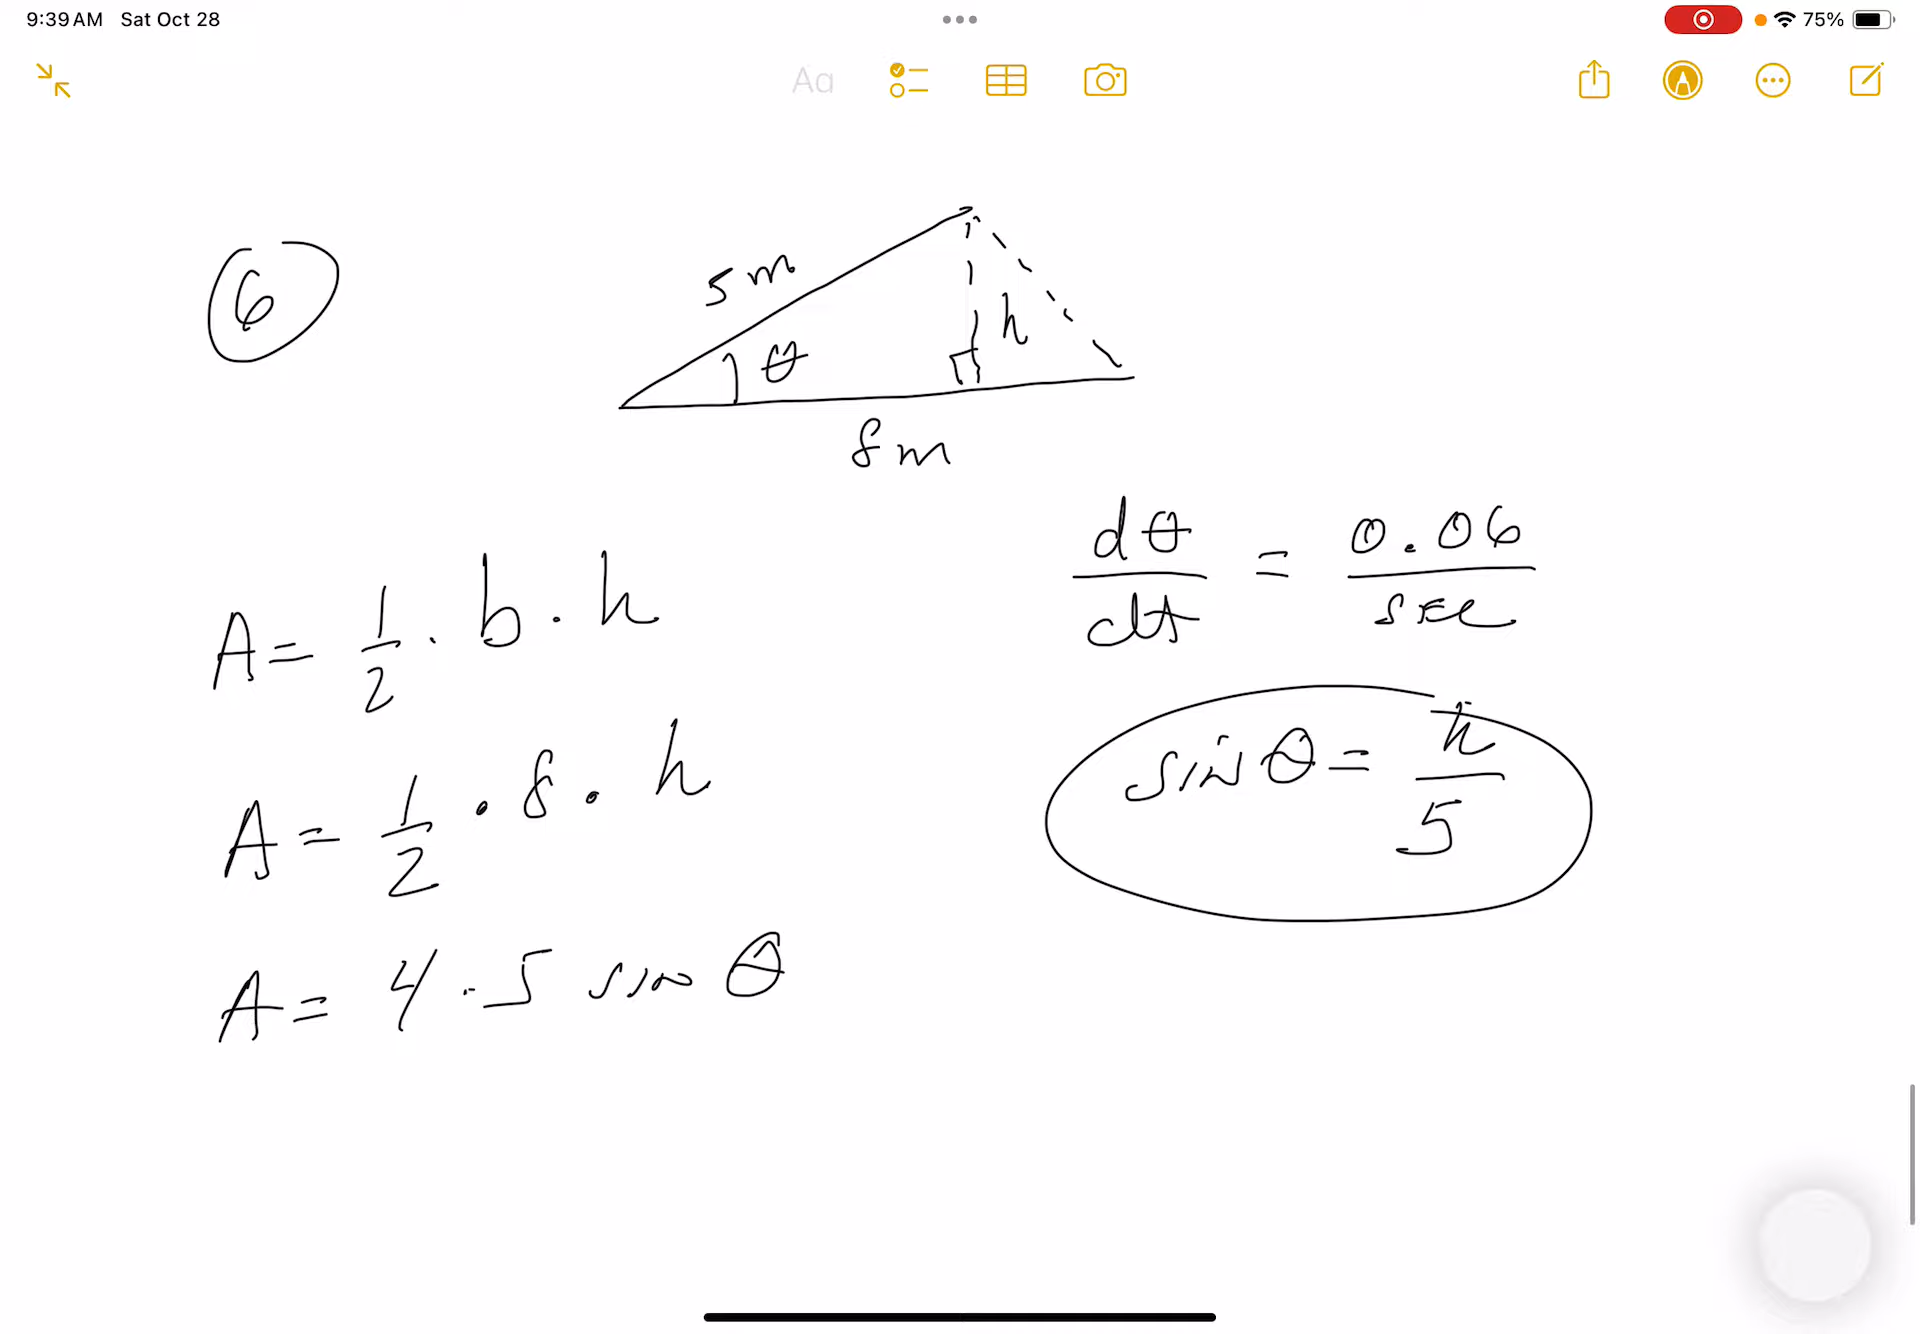 9:39 AM Sat Oct 28
75%
Aa
6
5 m
θ
h
8 m
dθ/dt = 0.06/sec
A = 1/2 · b · h
sin θ = h/5
A = 1/2 · 8 · h
A = 4 · 5 sin θ